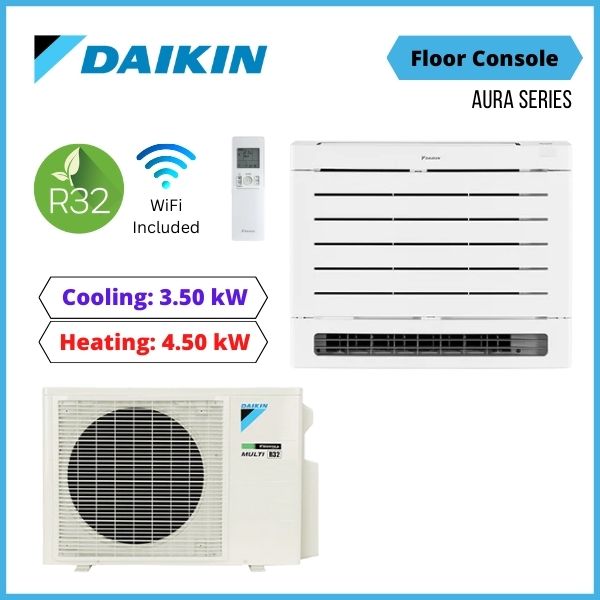 DAIKIN
Floor Console
AURA SERIES
R32
WiFi
Included
DAIKIN
Cooling: 3.50 kW
Heating: 4.50 kW
DAIKIN
MULTI R32